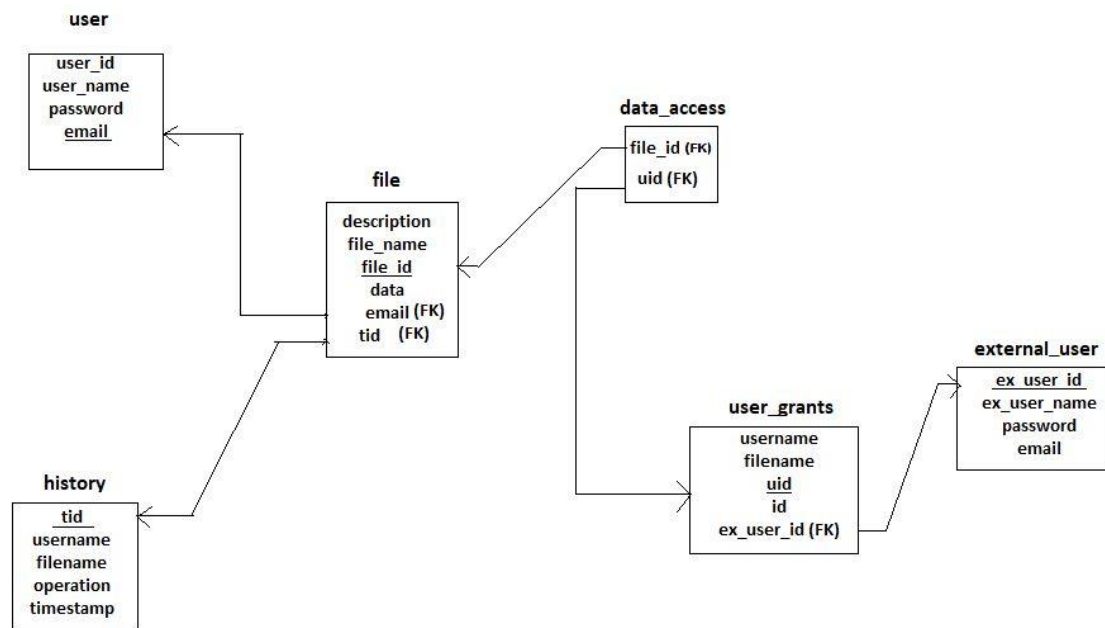 user
user_id
user_name
password
email
data_access
file_id (FK)
uid (FK)
file
description
file_name
file_id
data
email (FK)
tid (FK)
external_user
ex_user_id
ex_user_name
password
email
user_grants
username
filename
uid
id
ex_user_id (FK)
history
tid
username
filename
operation
timestamp